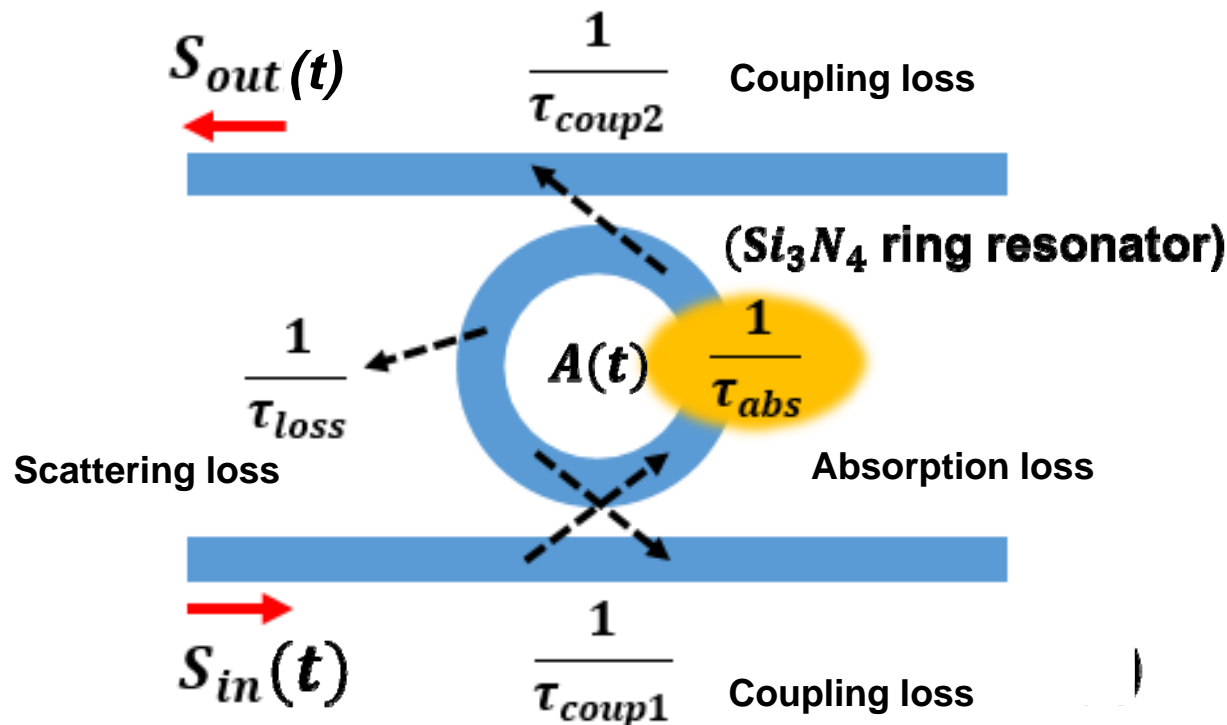 S_out(t)
1/τ_coup2
Coupling loss
(Si₃N₄ ring resonator)
1/τ_loss
A(t)
1/τ_abs
Scattering loss
Absorption loss
S_in(t)
1/τ_coup1
Coupling loss
)